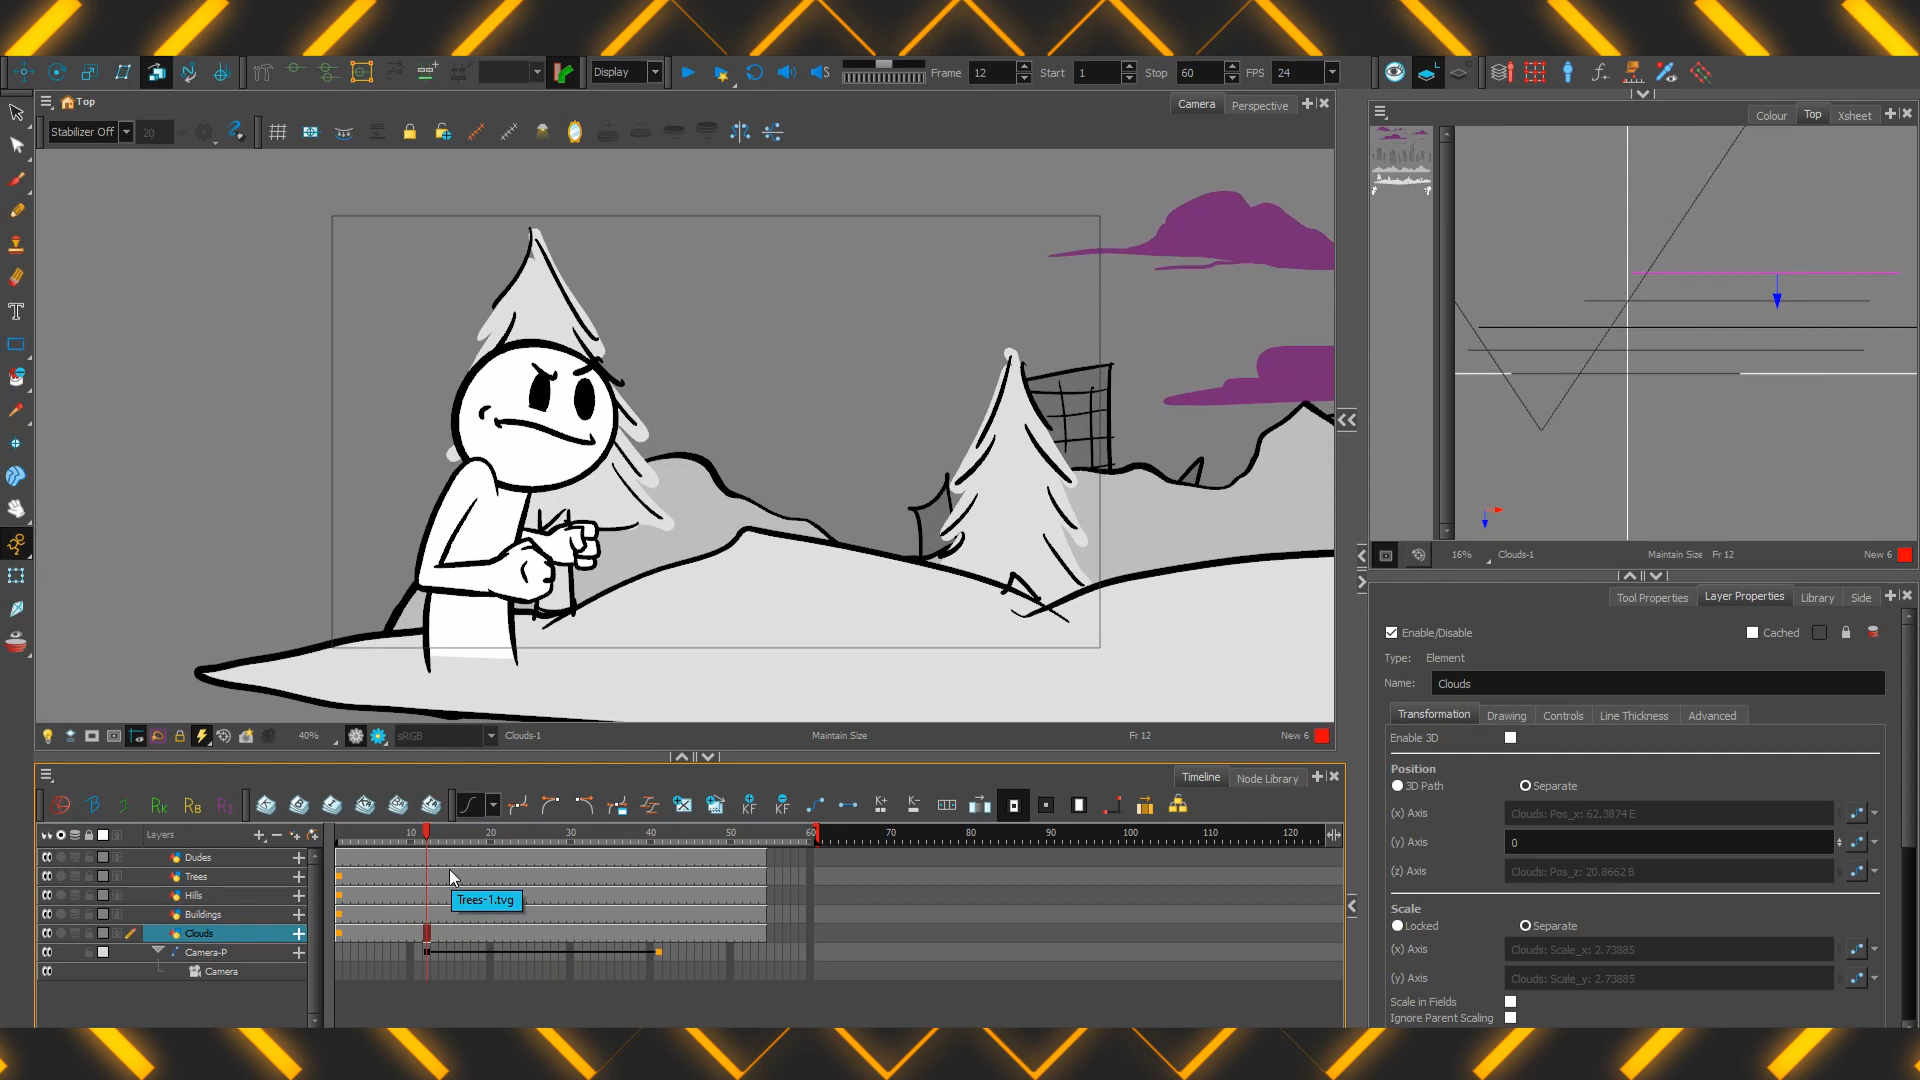 Display
Frame 12 Start 1 Stop 60 FPS 24
Top
Camera Perspective
Stabilizer Off 20
Colour Top Xsheet
16% Clouds-1 Maintain Size Fr 12 New 6
Tool Properties Layer Properties Library Side
Enable/Disable Cached
Type: Element
Name: Clouds
Transformation Drawing Controls Line Thickness Advanced
Enable 3D
Position
3D Path Separate
(x) Axis Clouds: Pos_x: 62.3874 E
(y) Axis 0
(z) Axis Clouds: Pos_z: 20.8662 B
Scale
Locked Separate
(x) Axis Clouds: Scale_x: 2.73885
(y) Axis Clouds: Scale_y: 2.73885
Scale in Fields
Ignore Parent Scaling
40% sRGB Clouds-1 Maintain Size Fr 12 New 6
Timeline Node Library
Layers 10 20 30 40 50 60 70 80 90 100 110 120
Dudes
Trees
Trees-1.tvg
Hills
Buildings
Clouds
Camera-P
Camera